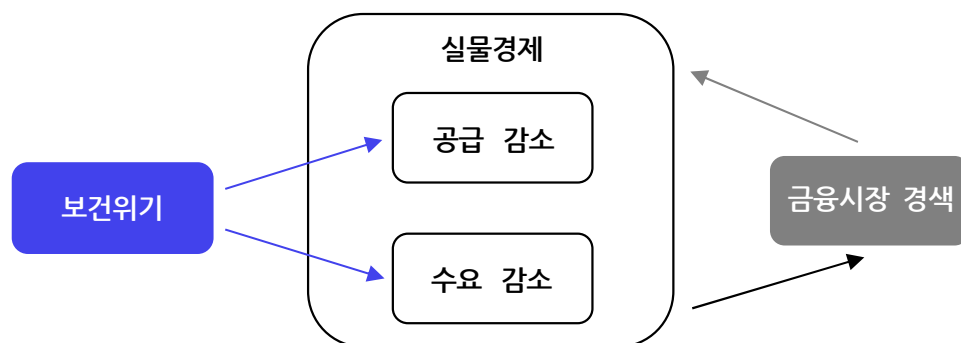 실물경제
공급 감소
보건위기
금융시장 경색
수요 감소